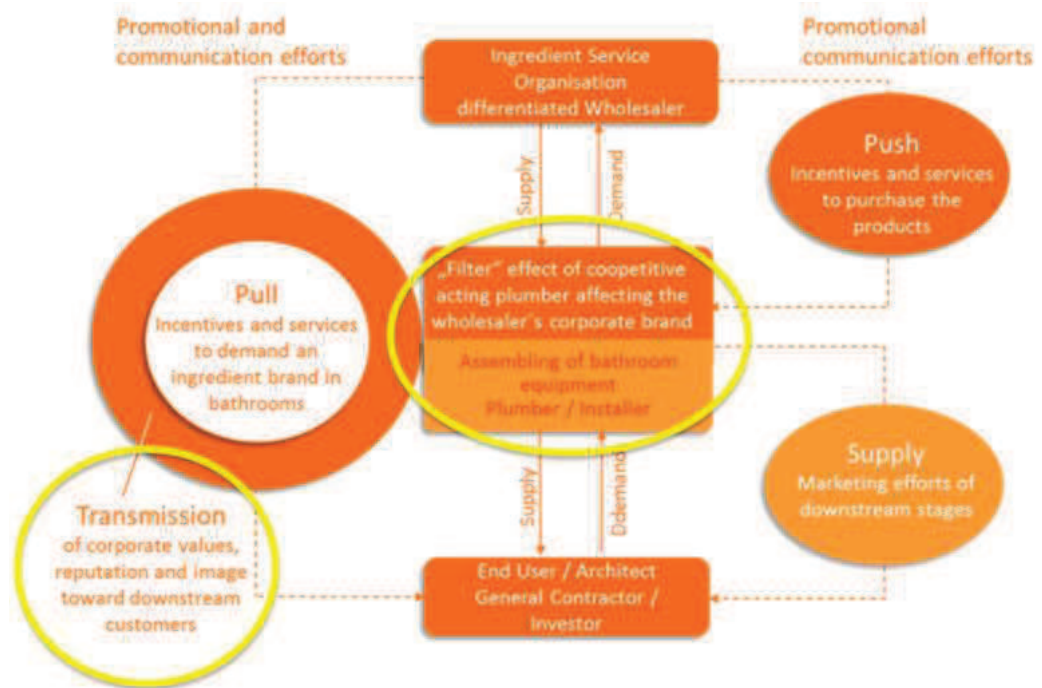 Promotional and
communication efforts
Promotional
communication efforts
Ingredient Service
Organisation
differentiated Wholesaler
Push
Incentives and services
to purchase the
products
Supply
Demand
Pull
Incentives and services
to demand an
ingredient brand in
bathrooms
„Filter“ effect of coopetitive
acting plumber affecting the
wholesaler´s corporate brand
Assembling of bathroom
equipment
Plumber / Installer
Supply
Marketing efforts of
downstream stages
Supply
Ddemand
Transmission
of corporate values,
reputation and image
toward downstream
customers
End User / Architect
General Contractor /
Investor